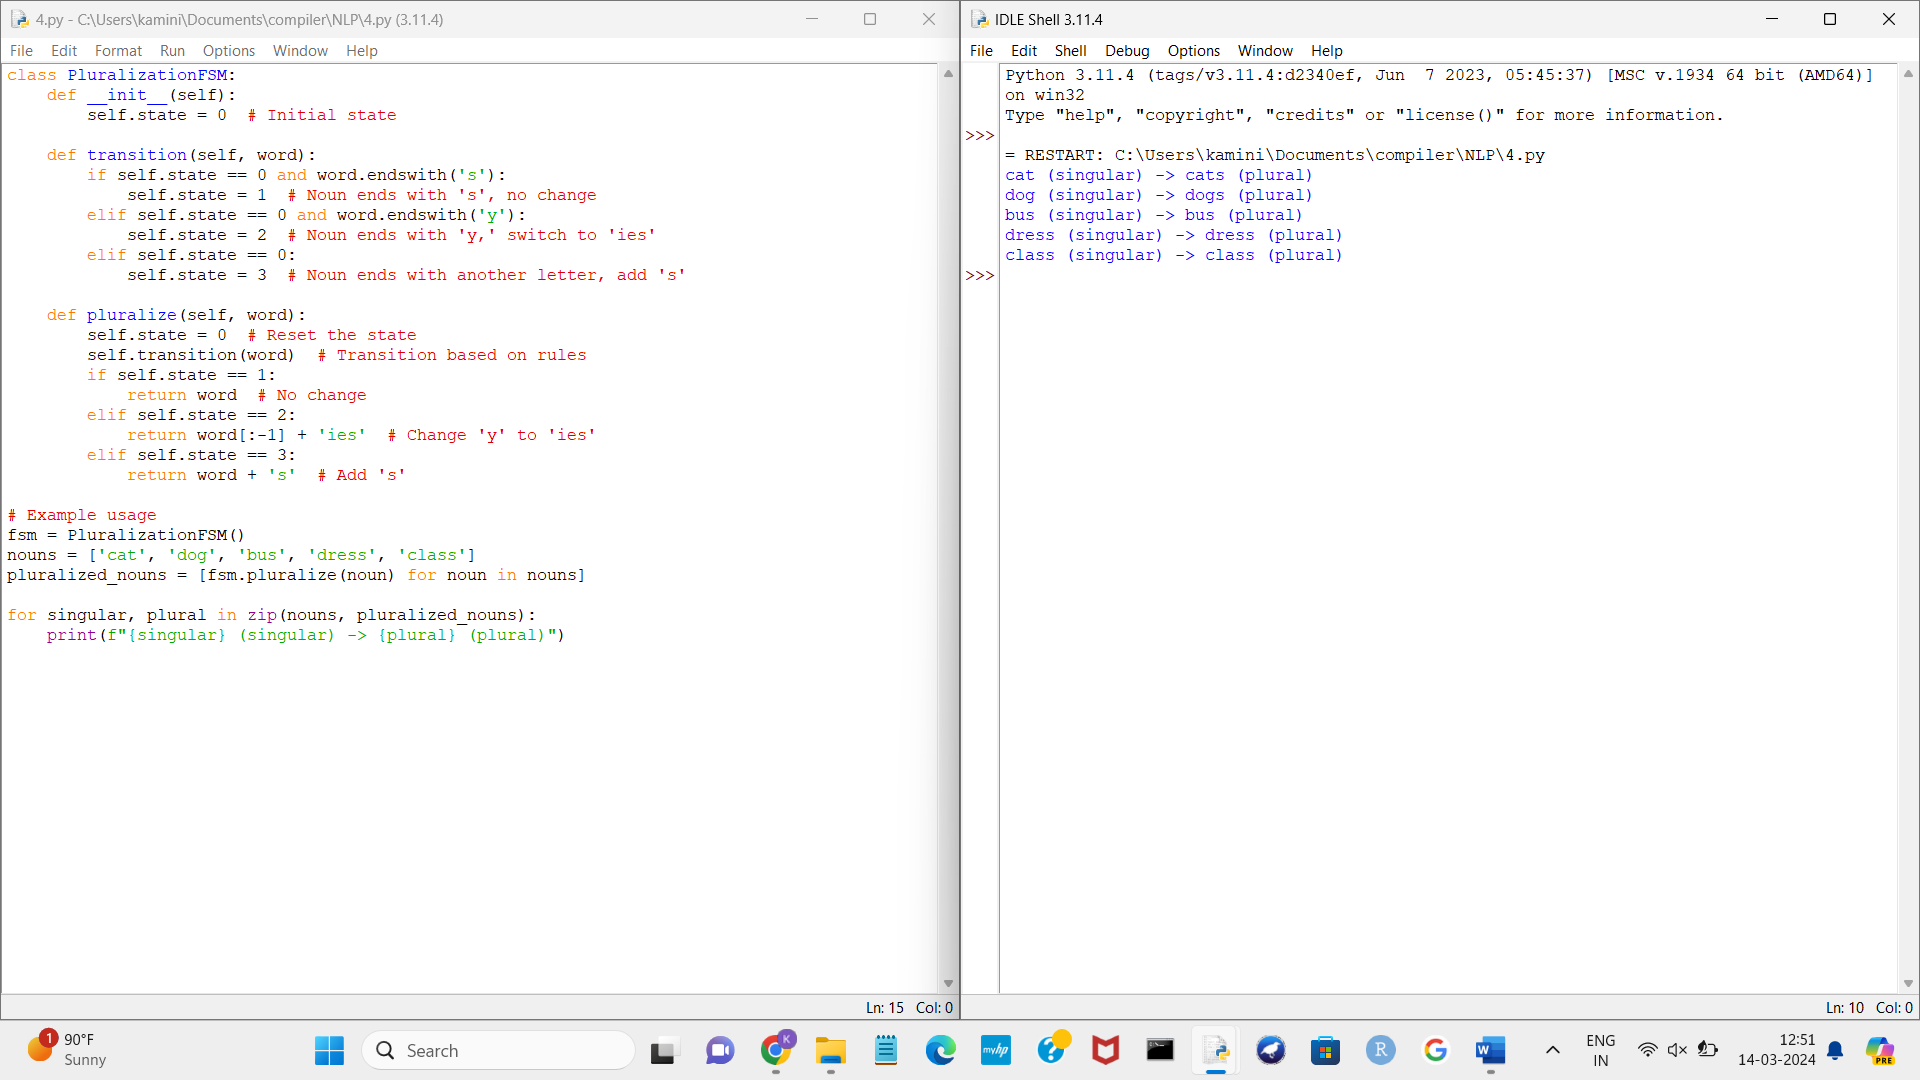 4.py - C:\Users\kamini\Documents\compiler\NLP\4.py (3.11.4)
File Edit Format Run Options Window Help
class PluralizationFSM:
    def __init__(self):
        self.state = 0  # Initial state

    def transition(self, word):
        if self.state == 0 and word.endswith('s'):
            self.state = 1  # Noun ends with 's', no change
        elif self.state == 0 and word.endswith('y'):
            self.state = 2  # Noun ends with 'y,' switch to 'ies'
        elif self.state == 0:
            self.state = 3  # Noun ends with another letter, add 's'

    def pluralize(self, word):
        self.state = 0  # Reset the state
        self.transition(word)  # Transition based on rules
        if self.state == 1:
            return word  # No change
        elif self.state == 2:
            return word[:-1] + 'ies'  # Change 'y' to 'ies'
        elif self.state == 3:
            return word + 's'  # Add 's'

# Example usage
fsm = PluralizationFSM()
nouns = ['cat', 'dog', 'bus', 'dress', 'class']
pluralized_nouns = [fsm.pluralize(noun) for noun in nouns]

for singular, plural in zip(nouns, pluralized_nouns):
    print(f"{singular} (singular) -> {plural} (plural)")
Ln: 15 Col: 0
IDLE Shell 3.11.4
File Edit Shell Debug Options Window Help
Python 3.11.4 (tags/v3.11.4:d2340ef, Jun  7 2023, 05:45:37) [MSC v.1934 64 bit (AMD64)]
on win32
Type "help", "copyright", "credits" or "license()" for more information.
>>>
= RESTART: C:\Users\kamini\Documents\compiler\NLP\4.py
cat (singular) -> cats (plural)
dog (singular) -> dogs (plural)
bus (singular) -> bus (plural)
dress (singular) -> dress (plural)
class (singular) -> class (plural)
>>>
Ln: 10 Col: 0
1
90°F
Sunny
Search
K
myhp
R
W
ENG
IN
12:51
14-03-2024
PRE